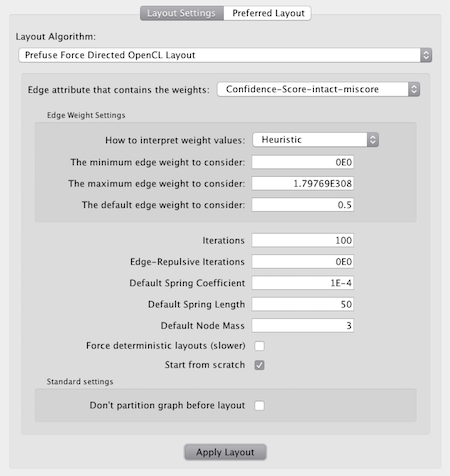 Layout Settings Preferred Layout
Layout Algorithm:
Prefuse Force Directed OpenCL Layout
Edge attribute that contains the weights: Confidence-Score-intact-miscore
Edge Weight Settings
How to interpret weight values: Heuristic
The minimum edge weight to consider: 0E0
The maximum edge weight to consider: 1.79769E308
The default edge weight to consider: 0.5
Iterations 100
Edge-Repulsive Iterations 0E0
Default Spring Coefficient 1E-4
Default Spring Length 50
Default Node Mass 3
Force deterministic layouts (slower)
Start from scratch
Standard settings
Don't partition graph before layout
Apply Layout